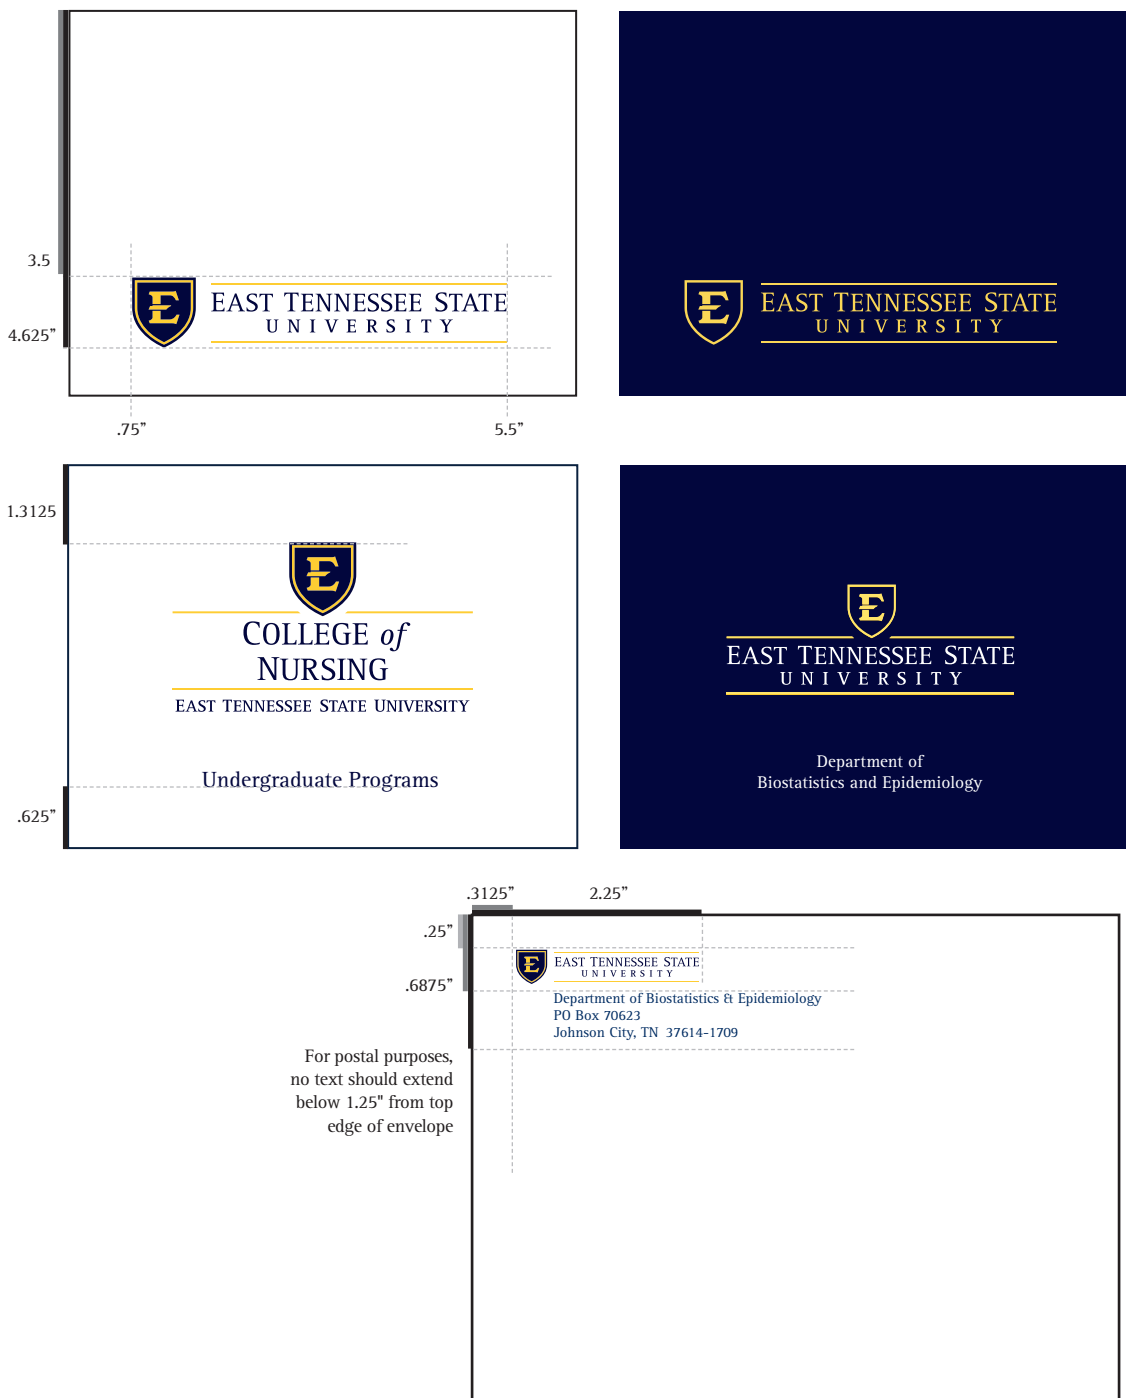 3.5
4.625”
E
EAST TENNESSEE STATE
UNIVERSITY
.75”
5.5”
E
EAST TENNESSEE STATE
UNIVERSITY
1.3125
E
COLLEGE of
NURSING
EAST TENNESSEE STATE UNIVERSITY
Undergraduate Programs
.625”
E
EAST TENNESSEE STATE
UNIVERSITY
Department of
Biostatistics and Epidemiology
.3125”
2.25”
.25”
.6875”
E
EAST TENNESSEE STATE
UNIVERSITY
Department of Biostatistics & Epidemiology
PO Box 70623
Johnson City, TN 37614-1709
For postal purposes,
no text should extend
below 1.25" from top
edge of envelope